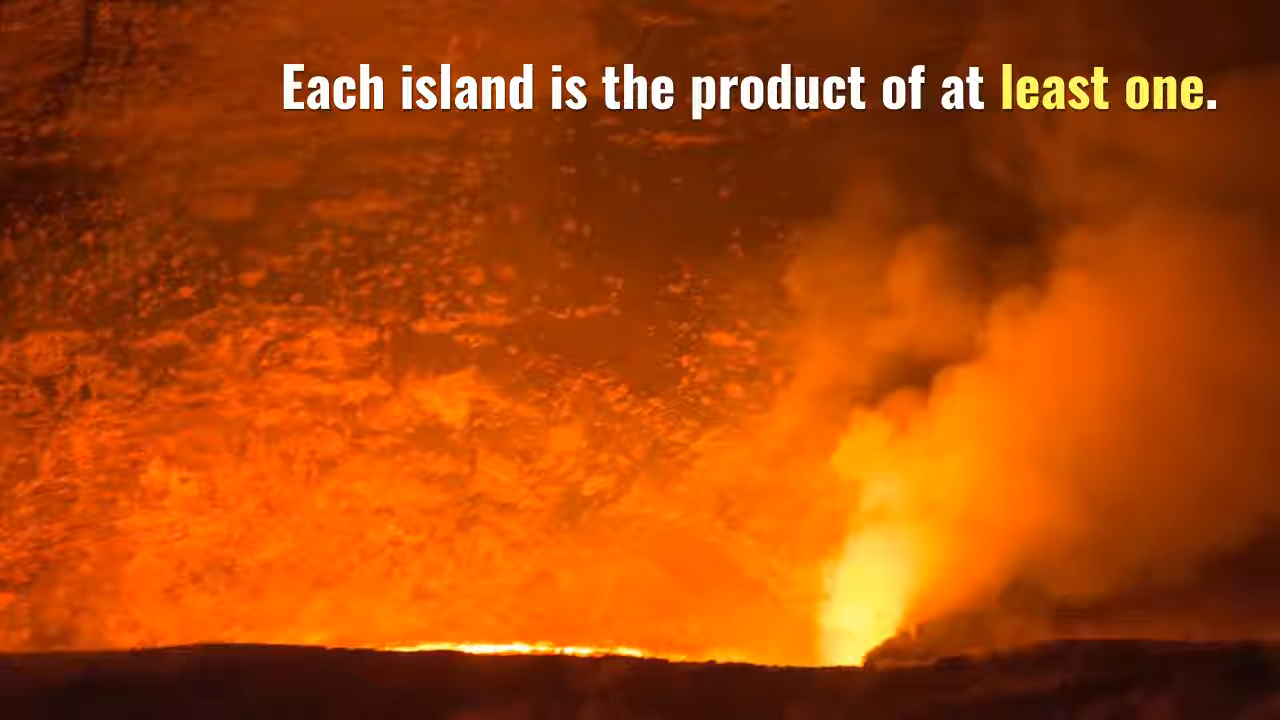 Each island is the product of at least one.